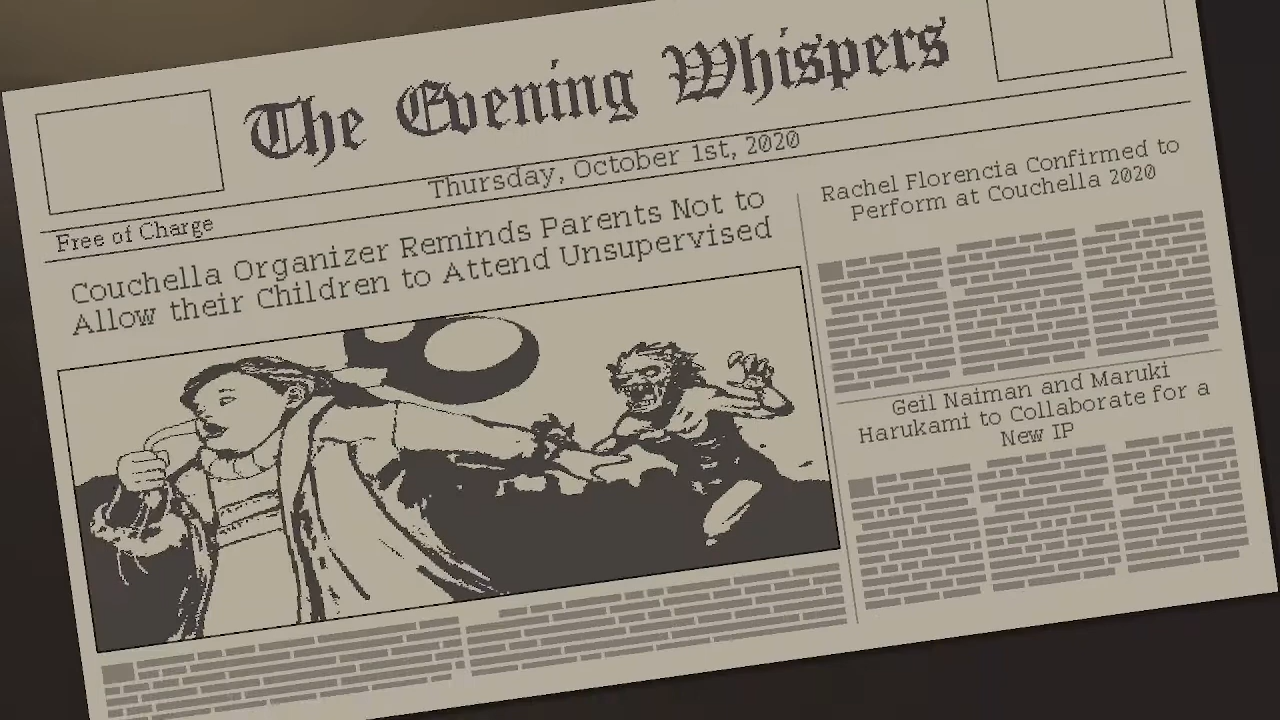 The Evening Whispers
Thursday, October 1st, 2020
Free of Charge
Couchella Organizer Reminds Parents Not to
Allow their Children to Attend Unsupervised
Rachel Florencia Confirmed to
Perform at Couchella 2020
Geil Naiman and Maruki
Harukami to Collaborate for a
New IP